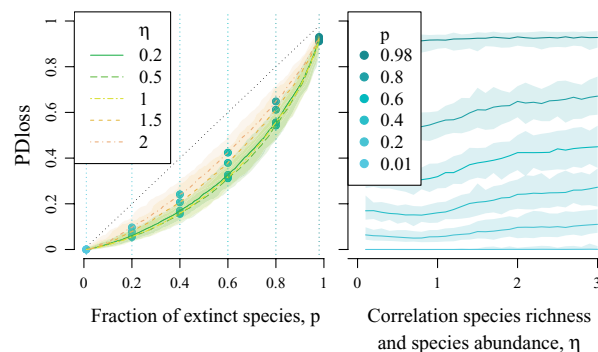 PDloss
0
0.2
0.4
0.6
0.8
1
η
0.2
0.5
1
1.5
2
0 0.2 0.4 0.6 0.8 1
Fraction of extinct species, p
p
0.98
0.8
0.6
0.4
0.2
0.01
0 1 2 3
Correlation species richness
and species abundance, η